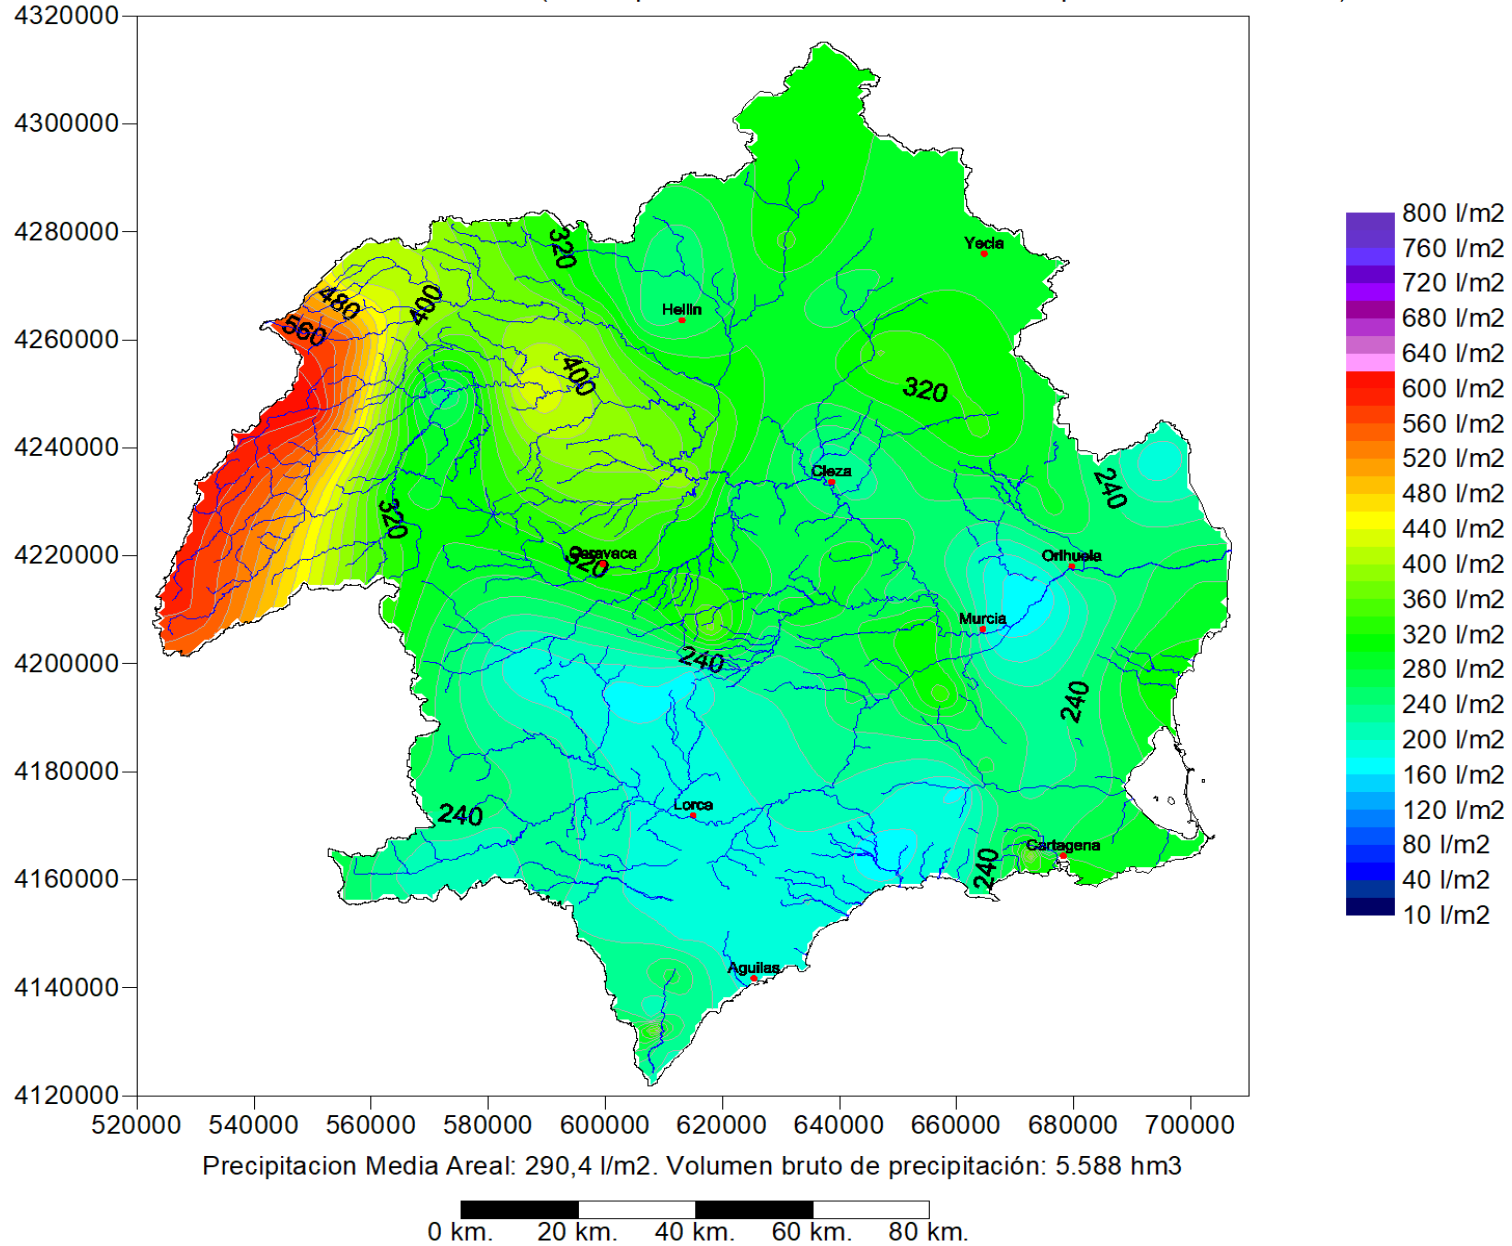 4320000
4300000
4280000
4260000
4240000
4220000
4200000
4180000
4160000
4140000
4120000
520000 540000 560000 580000 600000 620000 640000 660000 680000 700000
320
Yecla
480
400
560
Hellin
400
320
Cieza
240
320
Caravaca
320
Orihuela
Murcia
240
240
240
Lorca
240
Cartagena
Aguilas
800 l/m2
760 l/m2
720 l/m2
680 l/m2
640 l/m2
600 l/m2
560 l/m2
520 l/m2
480 l/m2
440 l/m2
400 l/m2
360 l/m2
320 l/m2
280 l/m2
240 l/m2
200 l/m2
160 l/m2
120 l/m2
80 l/m2
40 l/m2
10 l/m2
Precipitacion Media Areal: 290,4 l/m2. Volumen bruto de precipitación: 5.588 hm3
0 km. 20 km. 40 km. 60 km. 80 km.